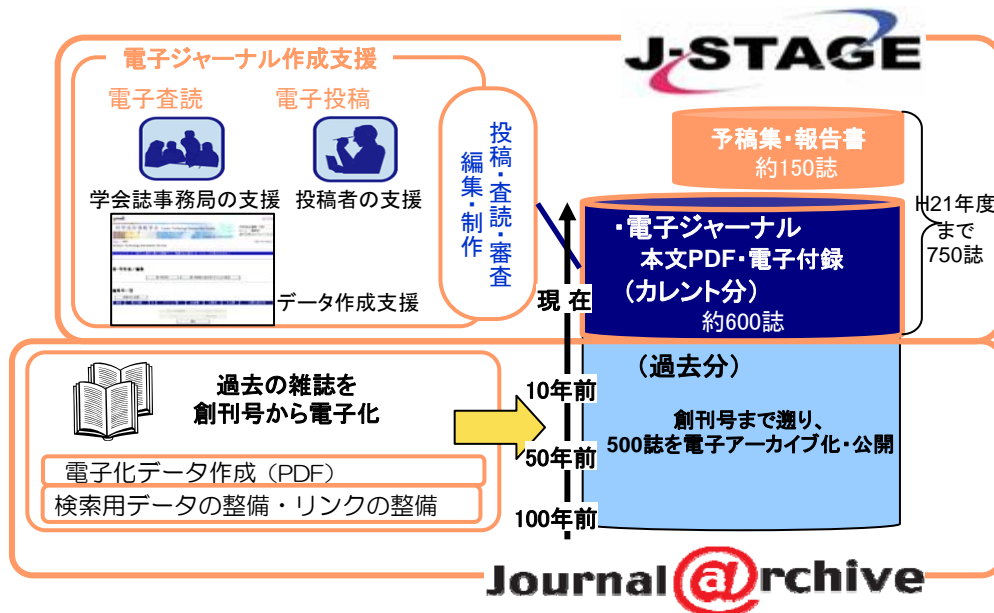 J-STAGE
電子ジャーナル作成支援
電子査読
電子投稿
学会誌事務局の支援
投稿者の支援
データ作成支援
投稿・査読・審査
編集・制作
予稿集・報告書
約150誌
・電子ジャーナル
本文PDF・電子付録
(カレント分)
約600誌
H21年度
まで
750誌
現在
10年前
50年前
100年前
(過去分)
創刊号まで遡り、
500誌を電子アーカイブ化・公開
過去の雑誌を
創刊号から電子化
電子化データ作成(PDF)
検索用データの整備・リンクの整備
Journal@rchive